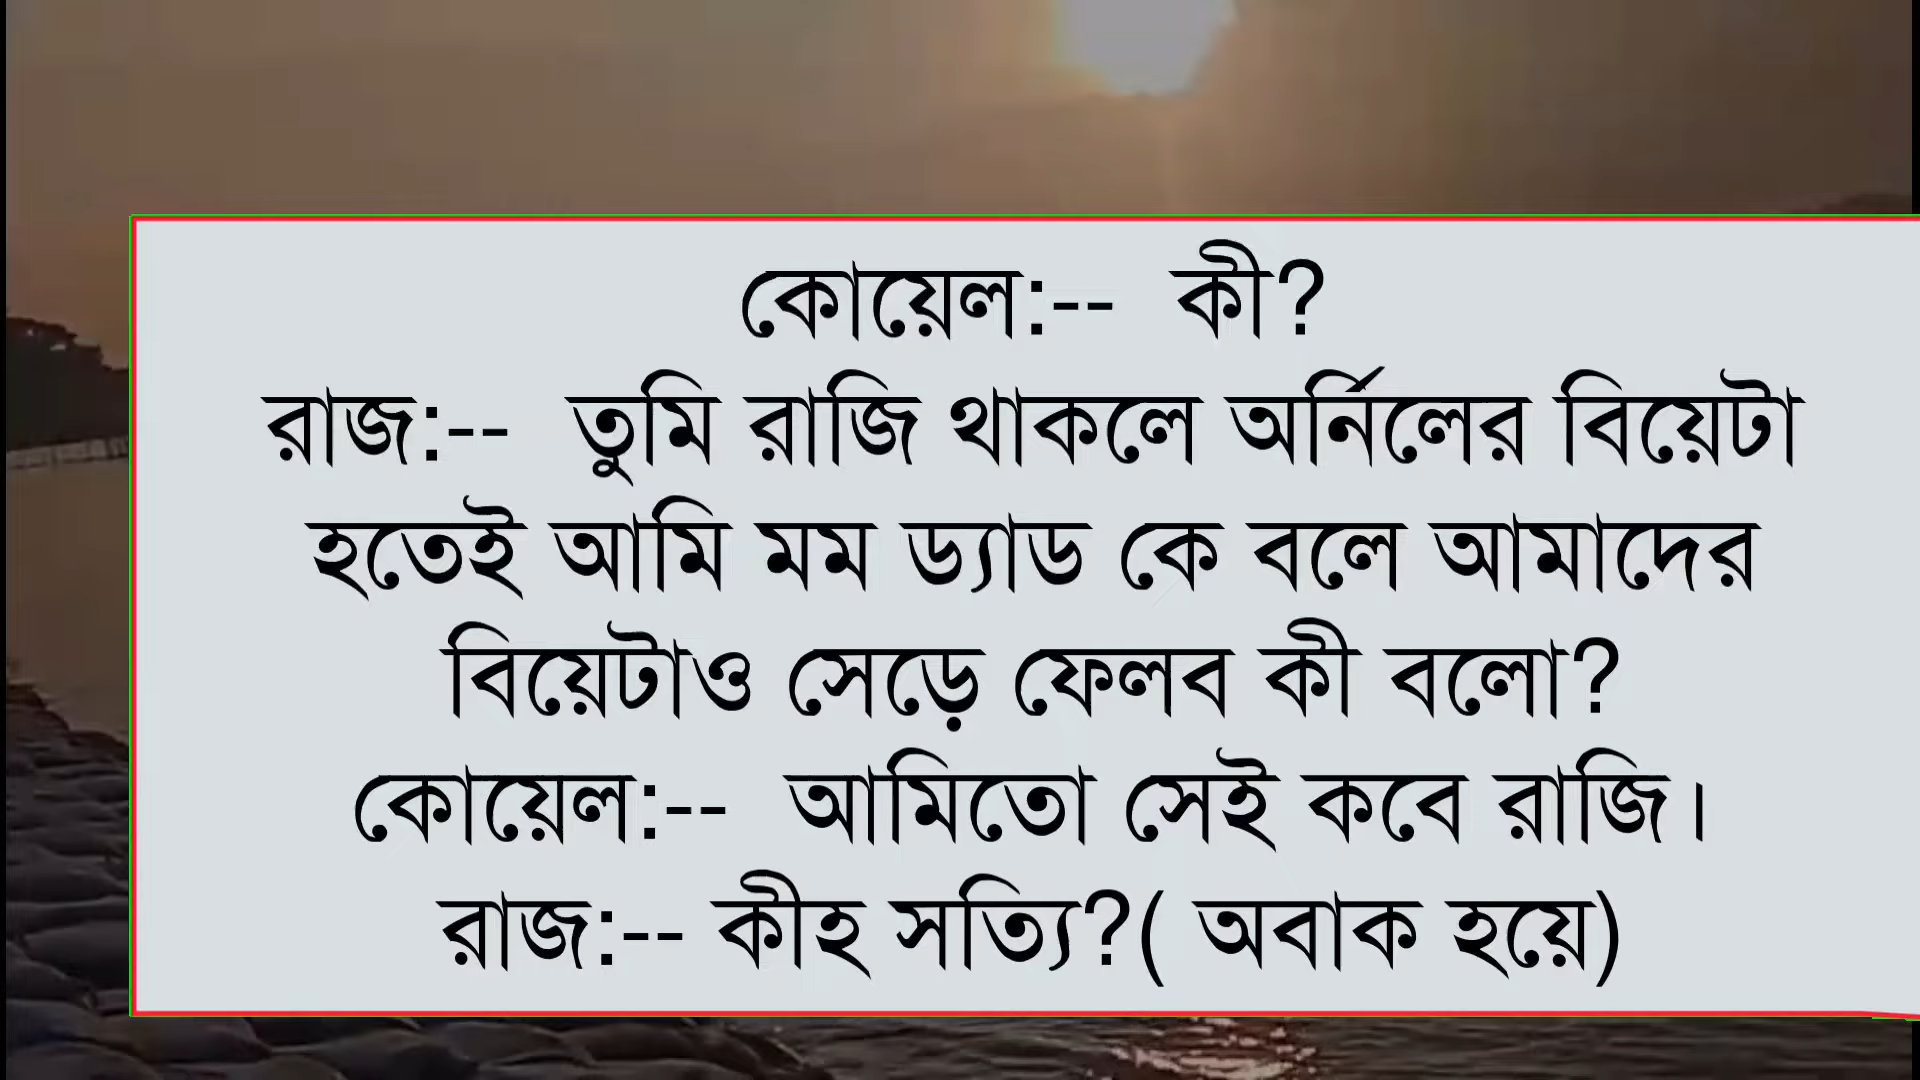 কোয়েল:-- কী?
রাজ:-- তুমি রাজি থাকলে অর্নিলের বিয়েটা
হতেই আমি মম ড্যাড কে বলে আমাদের
বিয়েটাও সেড়ে ফেলব কী বলো?
কোয়েল:-- আমিতো সেই কবে রাজি।
রাজ:-- কীহ সত্যি?( অবাক হয়ে)